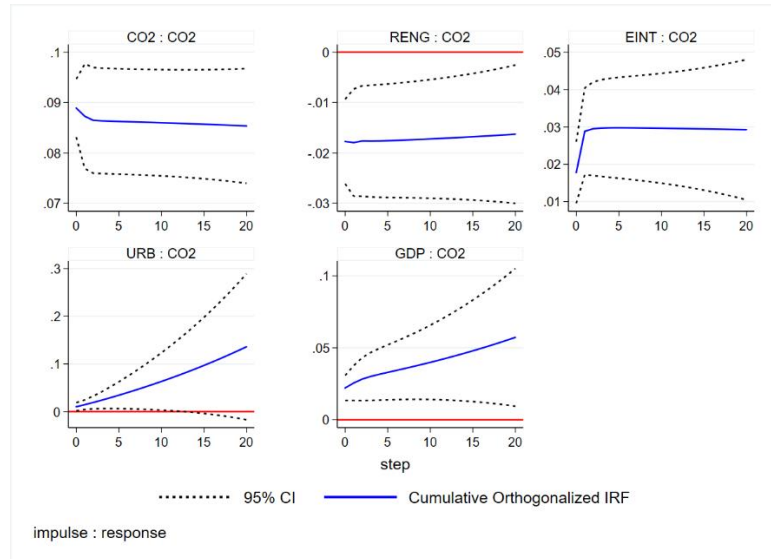 CO2 : CO2
.1
.09
.08
.07
0 5 10 15 20
RENG : CO2
0
-.01
-.02
-.03
0 5 10 15 20
EINT : CO2
.05
.04
.03
.02
.01
0 5 10 15 20
URB : CO2
.3
.2
.1
0
0 5 10 15 20
GDP : CO2
.1
.05
0
0 5 10 15 20
step
95% CI Cumulative Orthogonalized IRF
impulse : response